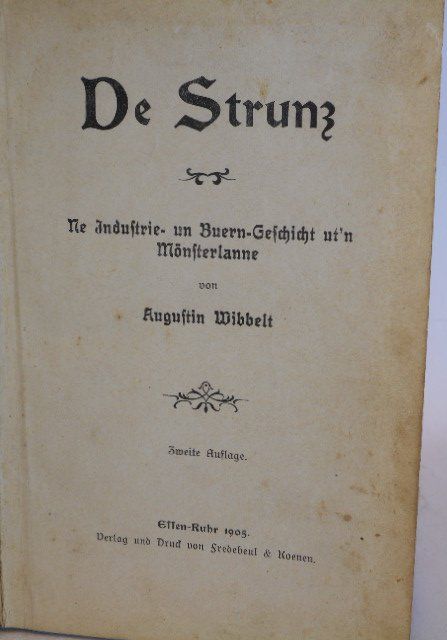 De Strunz
Ne Industrie- un Buern-Geschicht ut'n
Mönsterlanne
von
Augustin Wibbelt
Zweite Auflage.
Essen-Ruhr 1905.
Verlag und Druck von Fredebeul & Koenen.